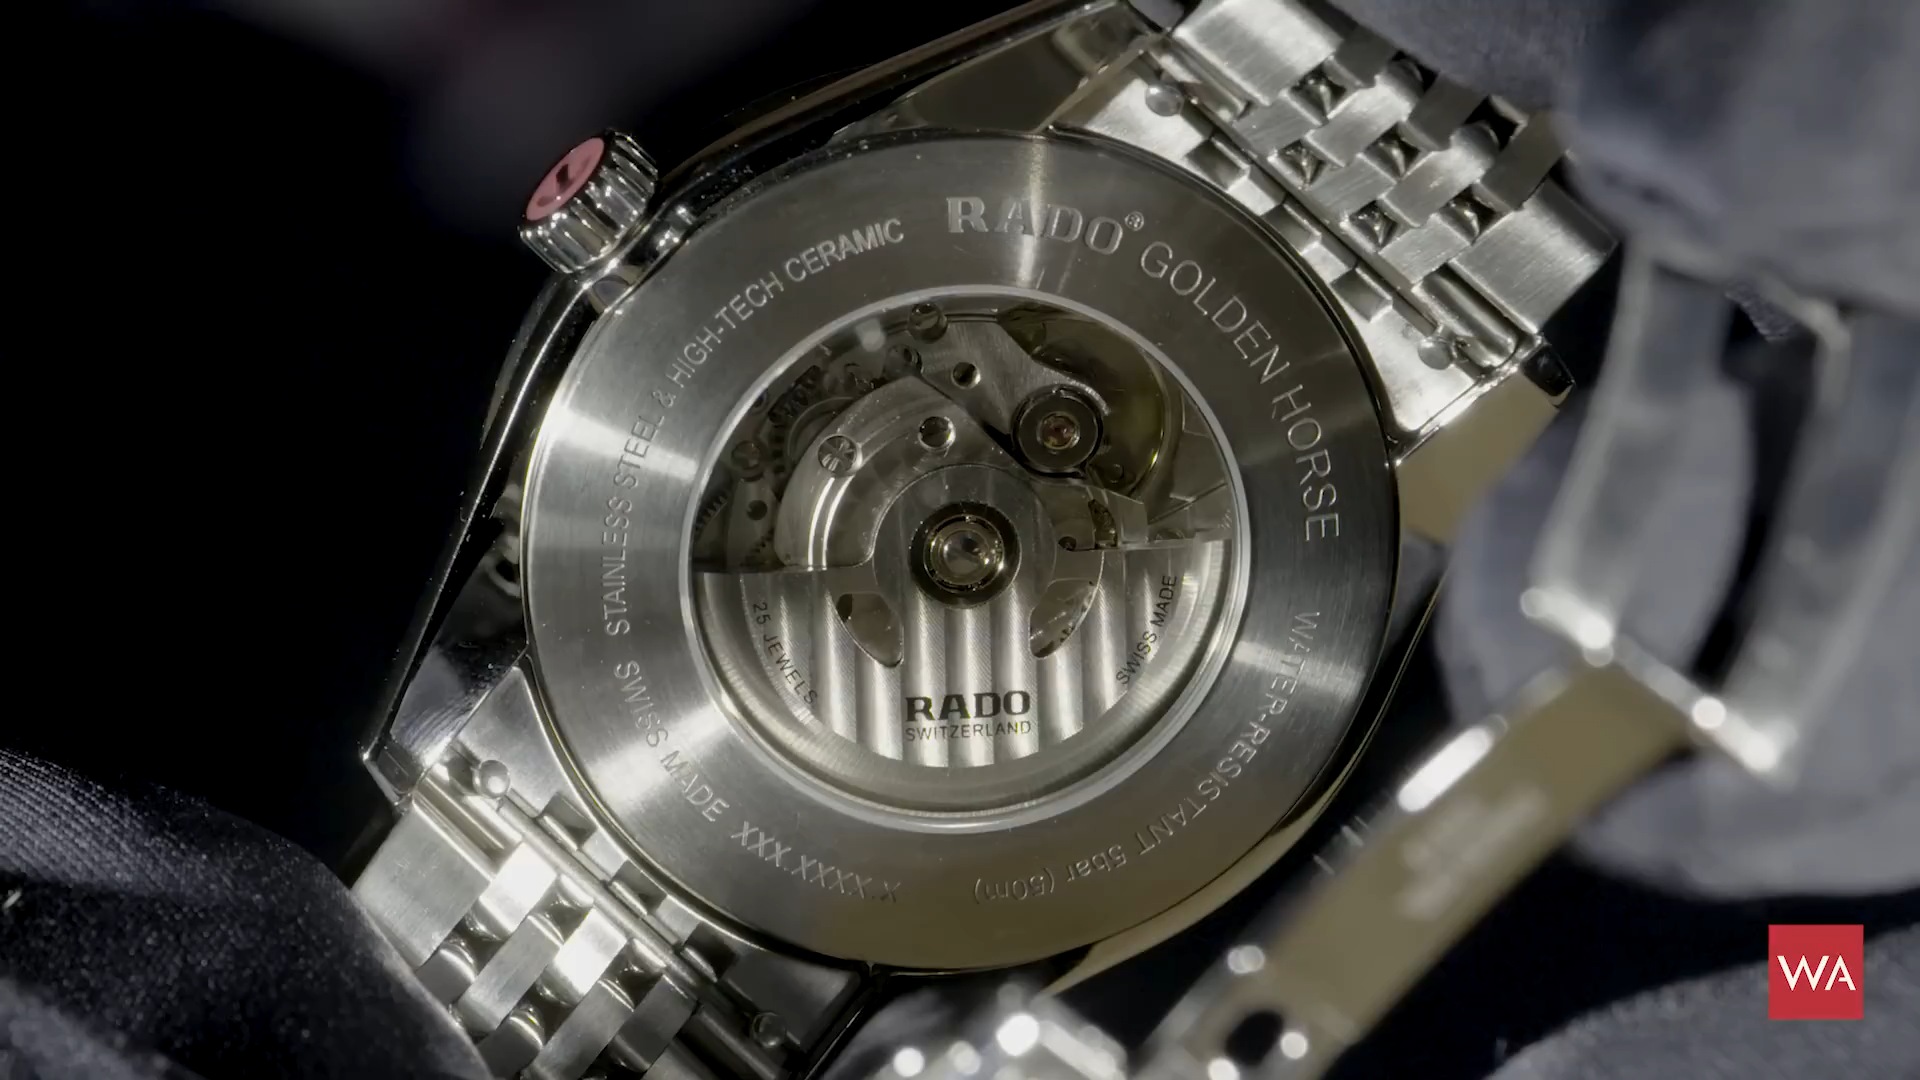 RADO® GOLDEN HORSE
WATER-RESISTANT 5bar (50m)
XXX.XXXX.X
SWISS MADE
STAINLESS STEEL & HIGH-TECH CERAMIC
25 JEWELS
SWISS MADE
RADO
SWITZERLAND
WA